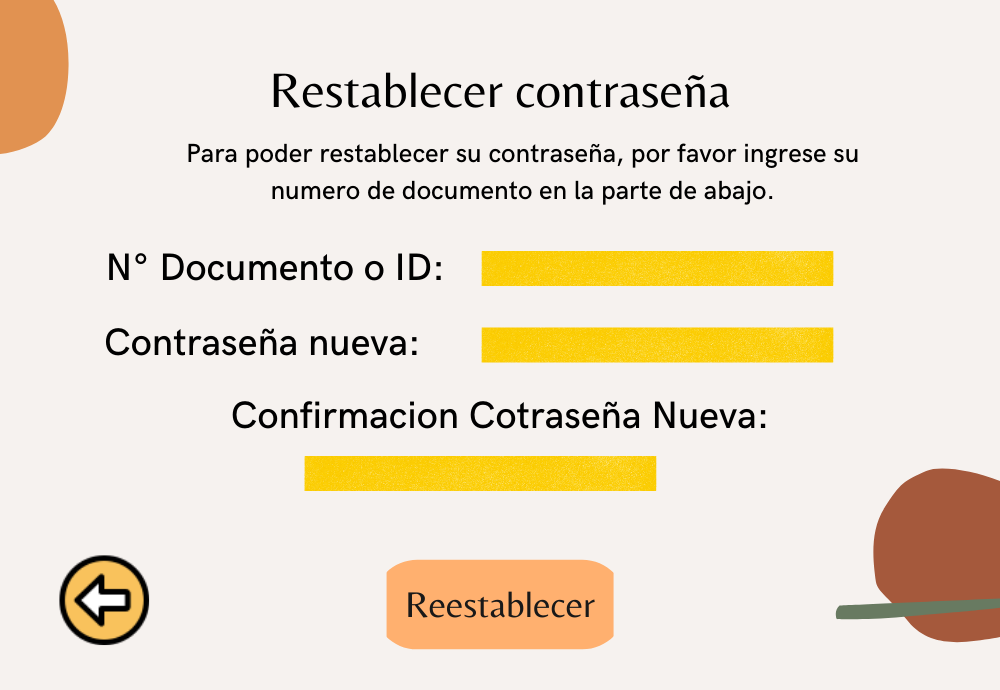 Restablecer contraseña
Para poder restablecer su contraseña, por favor ingrese su
numero de documento en la parte de abajo.
N° Documento o ID:
Contraseña nueva:
Confirmacion Cotraseña Nueva:
Reestablecer